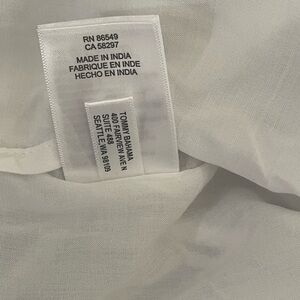 RN 86549
CA 58297
MADE IN INDIA
FABRIQUE EN INDE
HECHO EN INDIA
TOMMY BAHAMA
400 FAIRVIEW AVE N
SUITE 488
SEATTLE, WA 98109